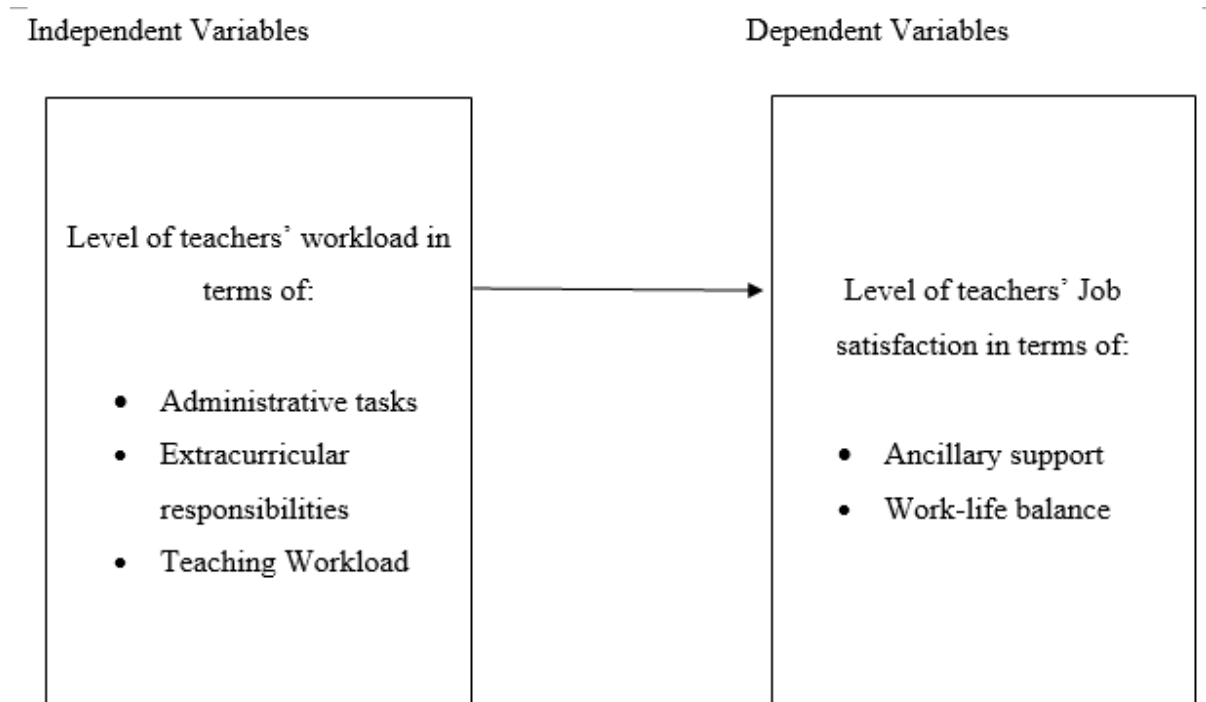 Independent Variables
Dependent Variables
Level of teachers’ workload in
terms of:
• Administrative tasks
• Extracurricular
responsibilities
• Teaching Workload
Level of teachers’ Job
satisfaction in terms of:
• Ancillary support
• Work-life balance